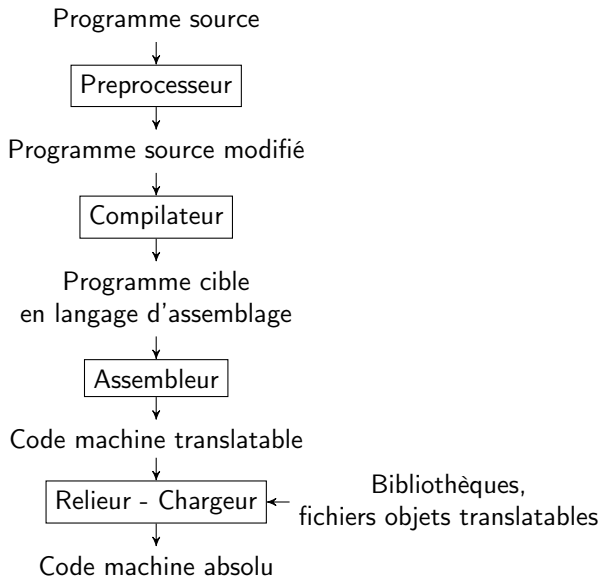 Programme source
Preprocesseur
Programme source modifié
Compilateur
Programme cible
en langage d'assemblage
Assembleur
Code machine translatable
Relieur - Chargeur
Bibliothèques,
fichiers objets translatables
Code machine absolu